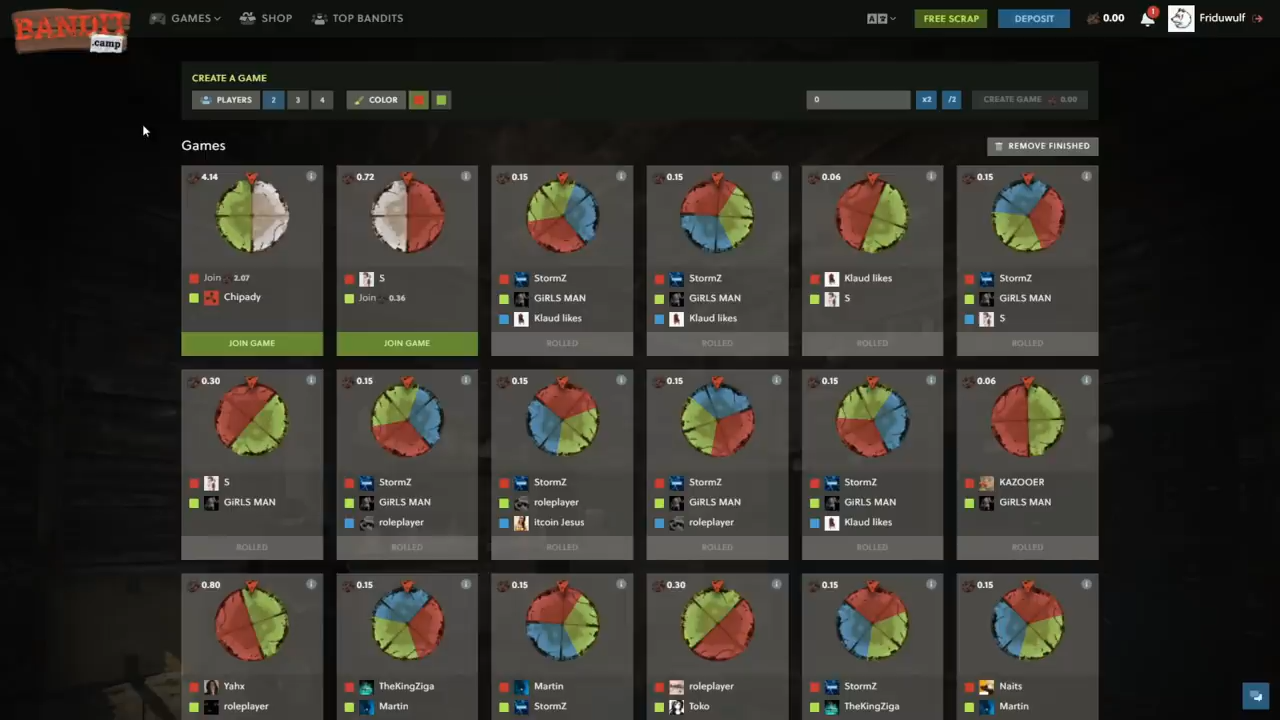 BANDIT
.camp
GAMES
SHOP
TOP BANDITS
FREE SCRAP
DEPOSIT
0.00
1
Friduwulf
CREATE A GAME
PLAYERS 2 3 4 COLOR
0 x2 /2 CREATE GAME 0.00
Games
REMOVE FINISHED
4.14 0.72 0.15 0.15 0.06 0.15
Join 2.07 S StormZ StormZ Klaud likes StormZ
Chipady Join 0.36 GiRLS MAN GiRLS MAN S GiRLS MAN
Klaud likes Klaud likes S
JOIN GAME JOIN GAME ROLLED ROLLED ROLLED ROLLED
0.30 0.15 0.15 0.15 0.15 0.06
S StormZ StormZ StormZ StormZ KAZOOER
GiRLS MAN GiRLS MAN roleplayer GiRLS MAN GiRLS MAN GiRLS MAN
roleplayer itcoin Jesus roleplayer Klaud likes
ROLLED ROLLED ROLLED ROLLED ROLLED ROLLED
0.80 0.15 0.15 0.30 0.15 0.15
Yahx TheKingZiga Martin roleplayer StormZ Naits
roleplayer Martin StormZ Toko TheKingZiga Martin